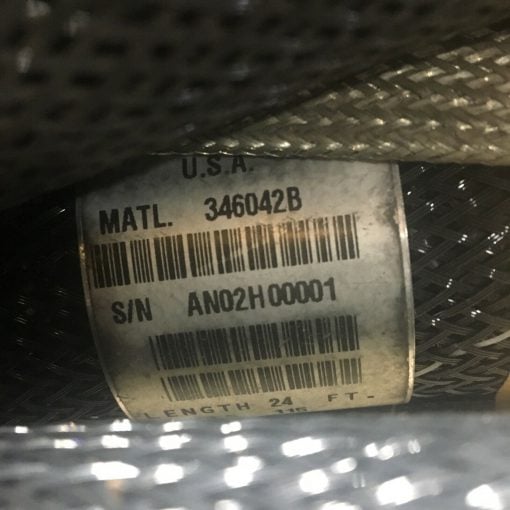 U.S.A.
MATL. 346042B
S/N AN02H00001
LENGTH 24 FT.